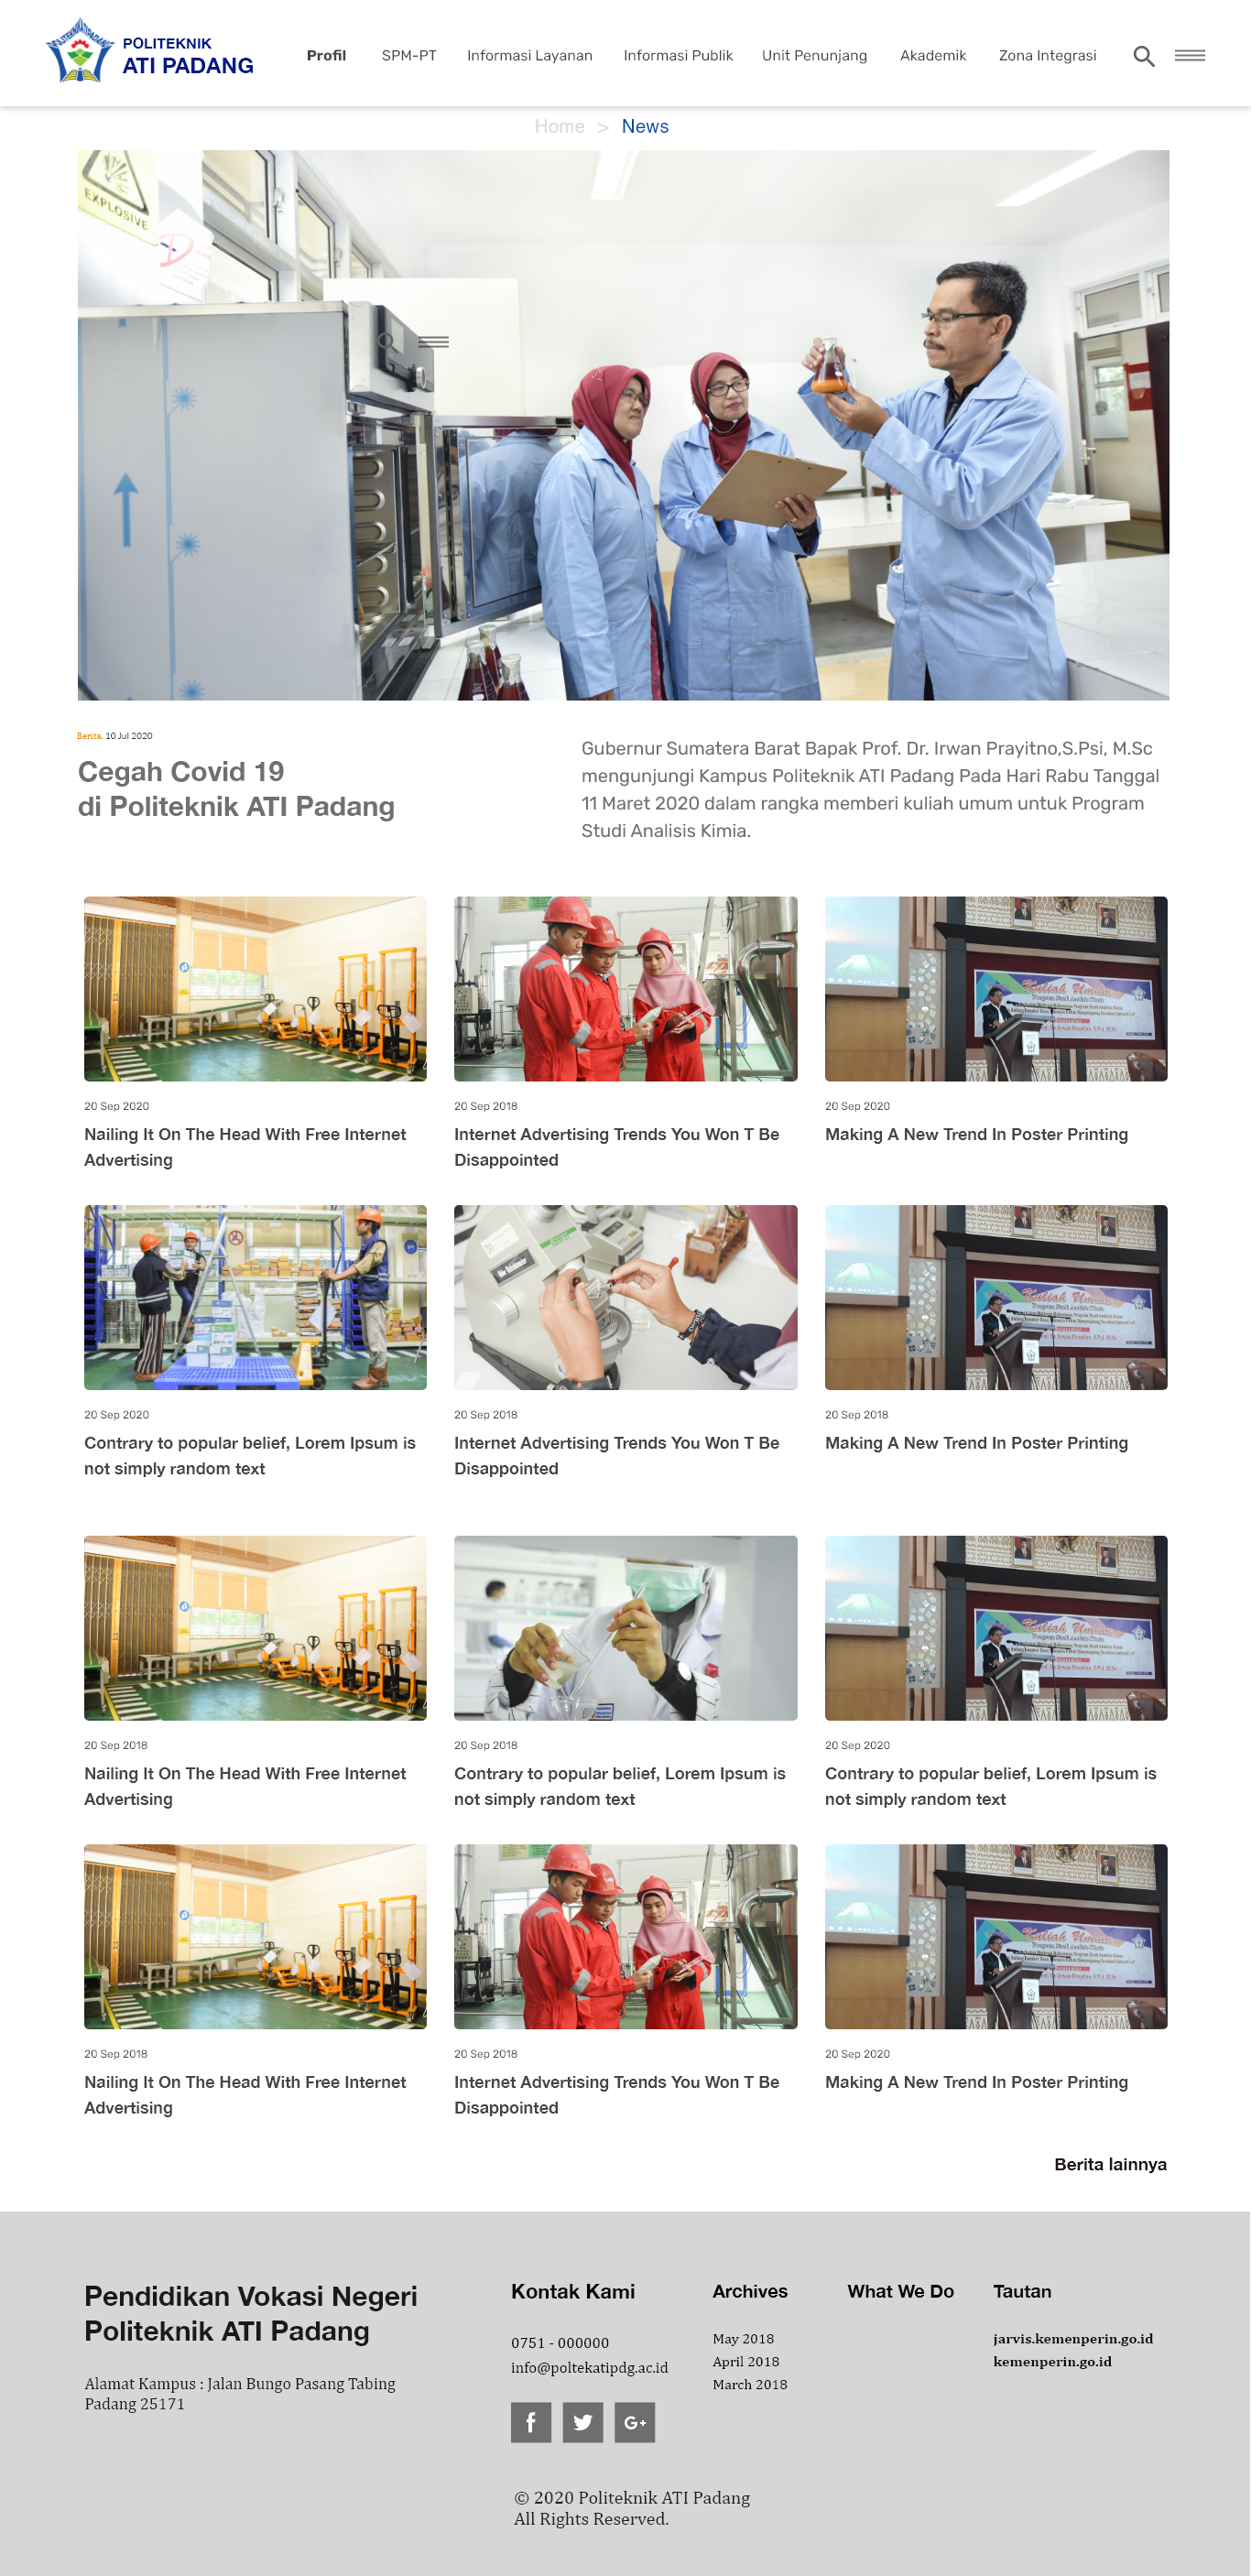 POLITEKNIK
ATI PADANG
Profil
SPM-PT
Informasi Layanan
Informasi Publik
Unit Penunjang
Akademik
Zona Integrasi
Home > News
EXPLOSIVE
Berita, 10 Jul 2020
Cegah Covid 19
di Politeknik ATI Padang
Gubernur Sumatera Barat Bapak Prof. Dr. Irwan Prayitno,S.Psi, M.Sc
mengunjungi Kampus Politeknik ATI Padang Pada Hari Rabu Tanggal
11 Maret 2020 dalam rangka memberi kuliah umum untuk Program
Studi Analisis Kimia.
Kuliah Umum
20 Sep 2020
Nailing It On The Head With Free Internet
Advertising
20 Sep 2018
Internet Advertising Trends You Won T Be
Disappointed
20 Sep 2020
Making A New Trend In Poster Printing
Kuliah Umum
20 Sep 2020
Contrary to popular belief, Lorem Ipsum is
not simply random text
20 Sep 2018
Internet Advertising Trends You Won T Be
Disappointed
20 Sep 2018
Making A New Trend In Poster Printing
Kuliah Umum
20 Sep 2018
Nailing It On The Head With Free Internet
Advertising
20 Sep 2018
Contrary to popular belief, Lorem Ipsum is
not simply random text
20 Sep 2020
Contrary to popular belief, Lorem Ipsum is
not simply random text
Kuliah Umum
20 Sep 2018
Nailing It On The Head With Free Internet
Advertising
20 Sep 2018
Internet Advertising Trends You Won T Be
Disappointed
20 Sep 2020
Making A New Trend In Poster Printing
Berita lainnya
Pendidikan Vokasi Negeri
Politeknik ATI Padang
Alamat Kampus : Jalan Bungo Pasang Tabing
Padang 25171
Kontak Kami
0751 - 000000
info@poltekatipdg.ac.id
Archives
May 2018
April 2018
March 2018
What We Do
Tautan
jarvis.kemenperin.go.id
kemenperin.go.id
© 2020 Politeknik ATI Padang
All Rights Reserved.